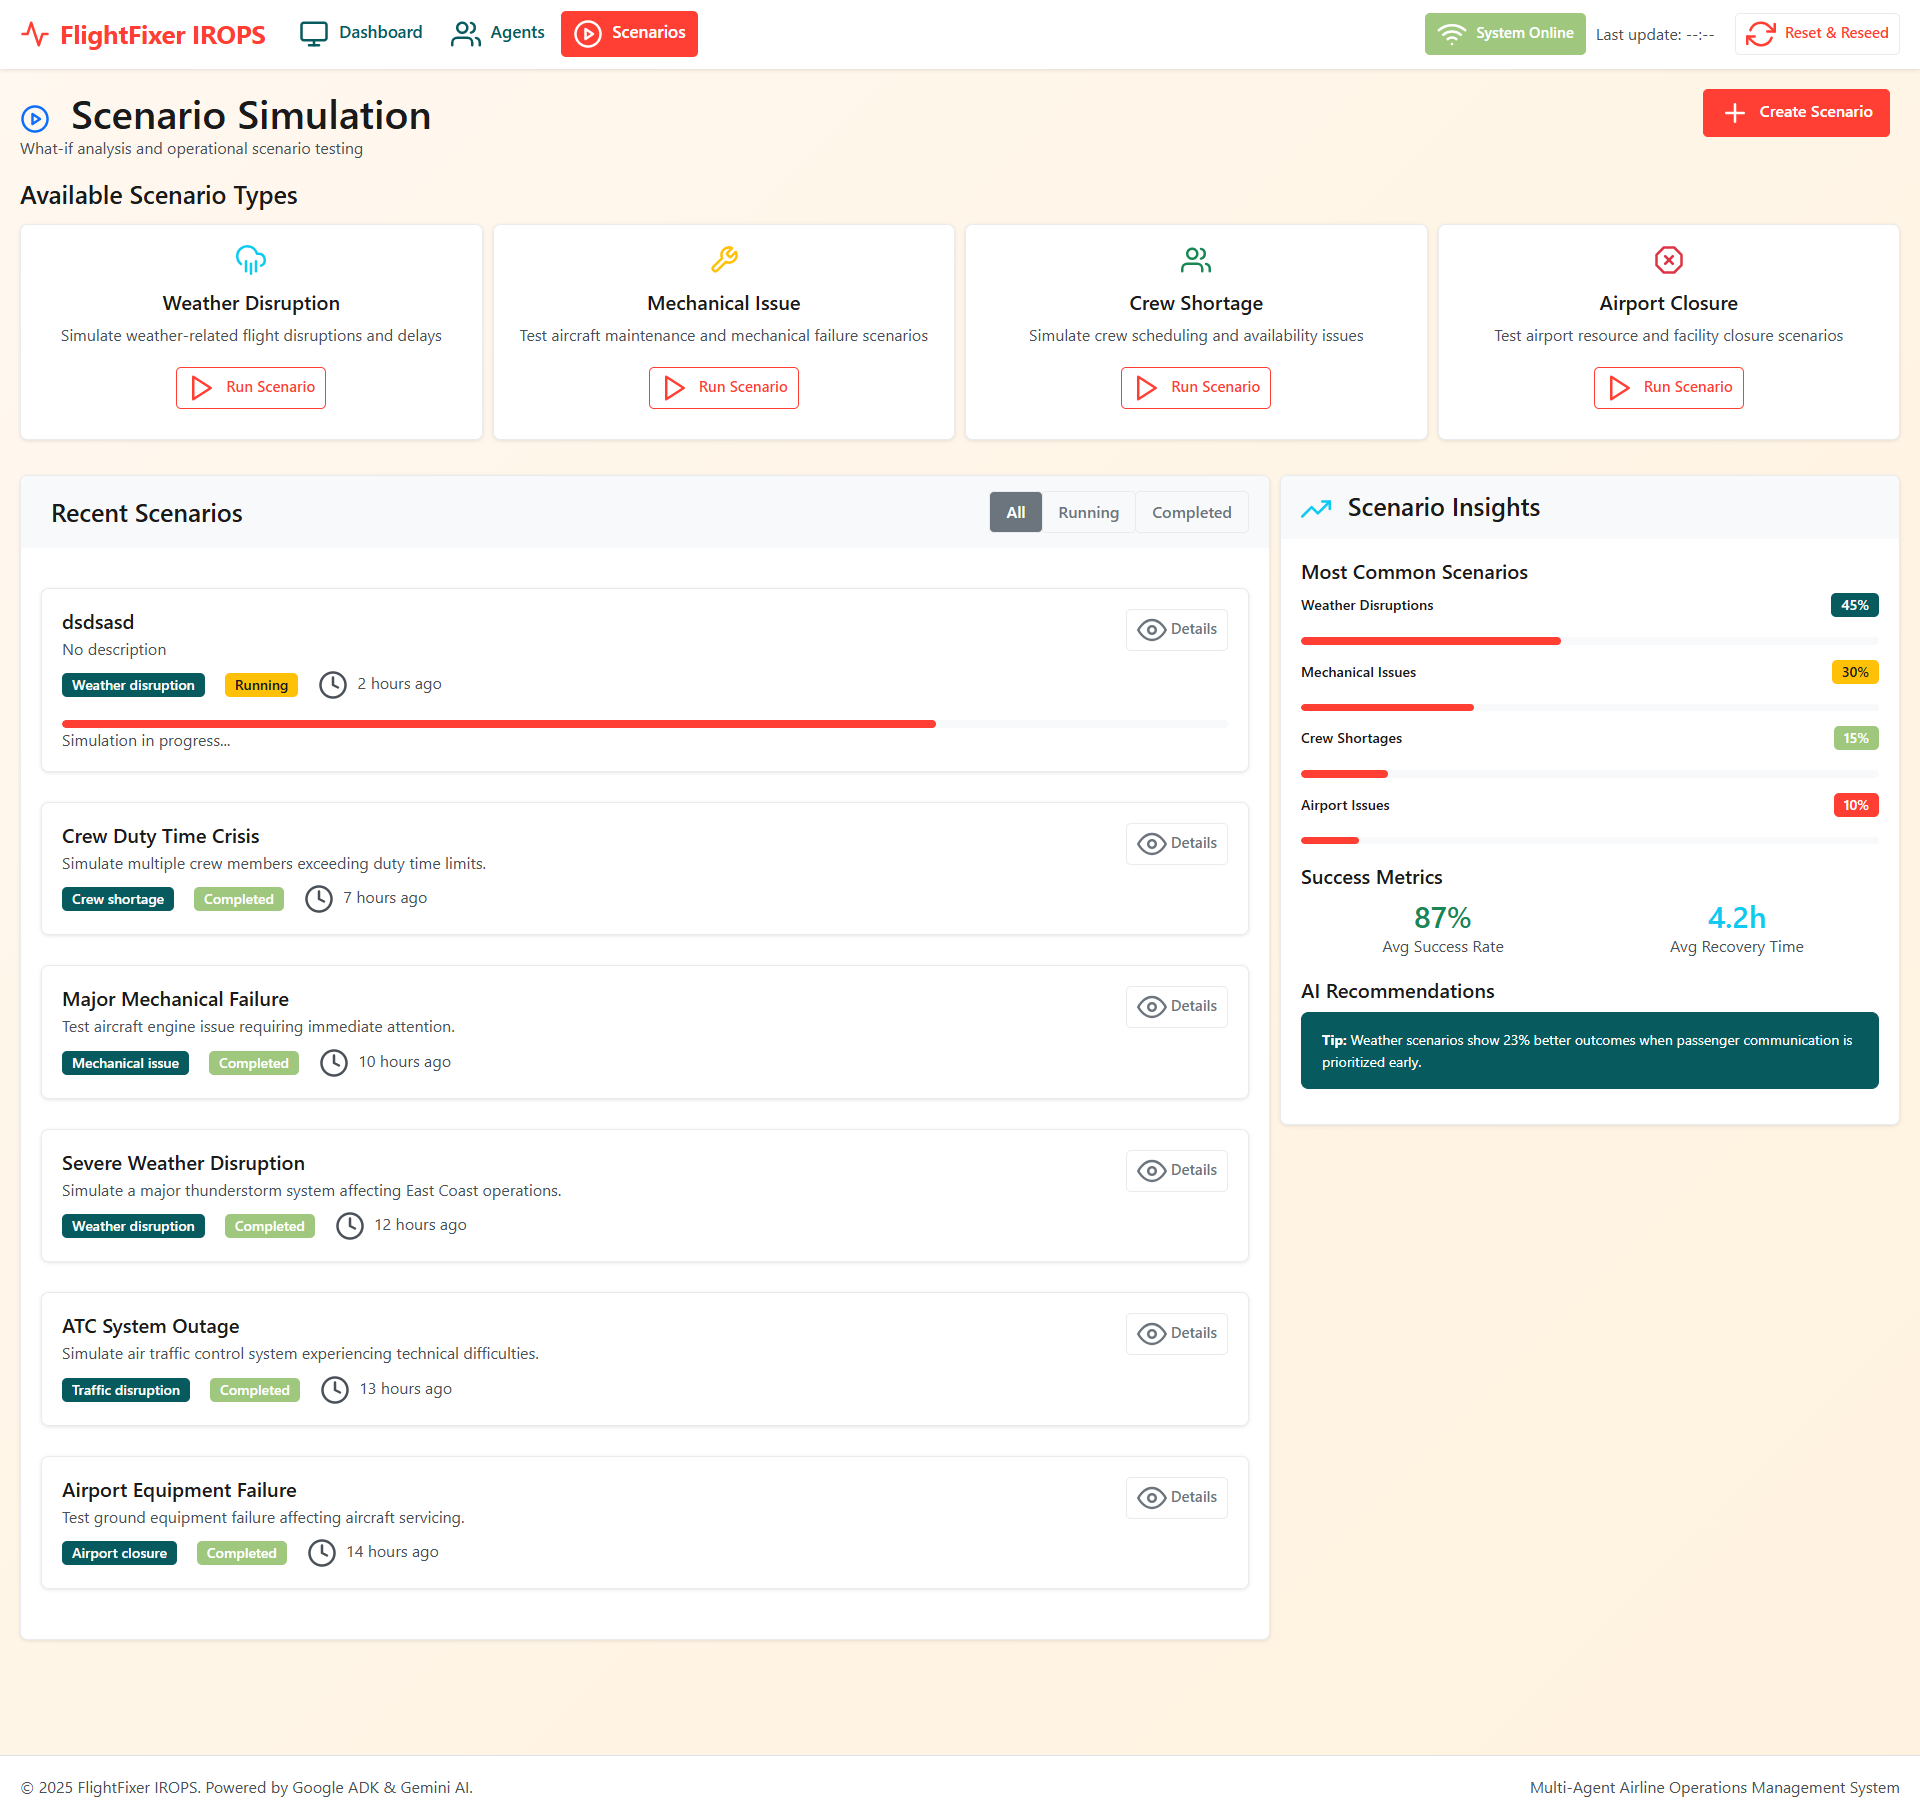 FlightFixer IROPS
Dashboard
Agents
Scenarios
System Online
Last update: --:--
Reset & Reseed
Scenario Simulation
What-if analysis and operational scenario testing
Create Scenario
Available Scenario Types
Weather Disruption
Simulate weather-related flight disruptions and delays
Run Scenario
Mechanical Issue
Test aircraft maintenance and mechanical failure scenarios
Run Scenario
Crew Shortage
Simulate crew scheduling and availability issues
Run Scenario
Airport Closure
Test airport resource and facility closure scenarios
Run Scenario
Recent Scenarios
All
Running
Completed
dsdsasd
No description
Details
Weather disruption
Running
2 hours ago
Simulation in progress...
Crew Duty Time Crisis
Simulate multiple crew members exceeding duty time limits.
Details
Crew shortage
Completed
7 hours ago
Major Mechanical Failure
Test aircraft engine issue requiring immediate attention.
Details
Mechanical issue
Completed
10 hours ago
Severe Weather Disruption
Simulate a major thunderstorm system affecting East Coast operations.
Details
Weather disruption
Completed
12 hours ago
ATC System Outage
Simulate air traffic control system experiencing technical difficulties.
Details
Traffic disruption
Completed
13 hours ago
Airport Equipment Failure
Test ground equipment failure affecting aircraft servicing.
Details
Airport closure
Completed
14 hours ago
Scenario Insights
Most Common Scenarios
Weather Disruptions
45%
Mechanical Issues
30%
Crew Shortages
15%
Airport Issues
10%
Success Metrics
87%
Avg Success Rate
4.2h
Avg Recovery Time
AI Recommendations
Tip: Weather scenarios show 23% better outcomes when passenger communication is
prioritized early.
© 2025 FlightFixer IROPS. Powered by Google ADK & Gemini AI.
Multi-Agent Airline Operations Management System